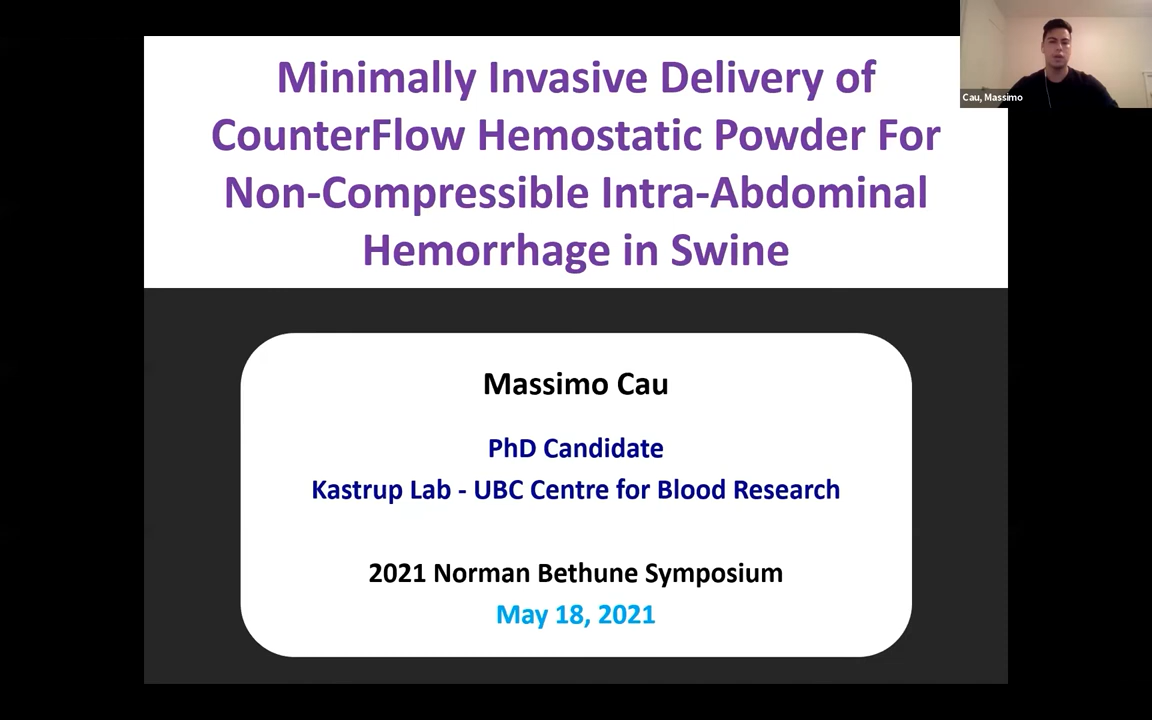 Minimally Invasive Delivery of
CounterFlow Hemostatic Powder For
Non-Compressible Intra-Abdominal
Hemorrhage in Swine
Cau, Massimo
Massimo Cau
PhD Candidate
Kastrup Lab - UBC Centre for Blood Research
2021 Norman Bethune Symposium
May 18, 2021